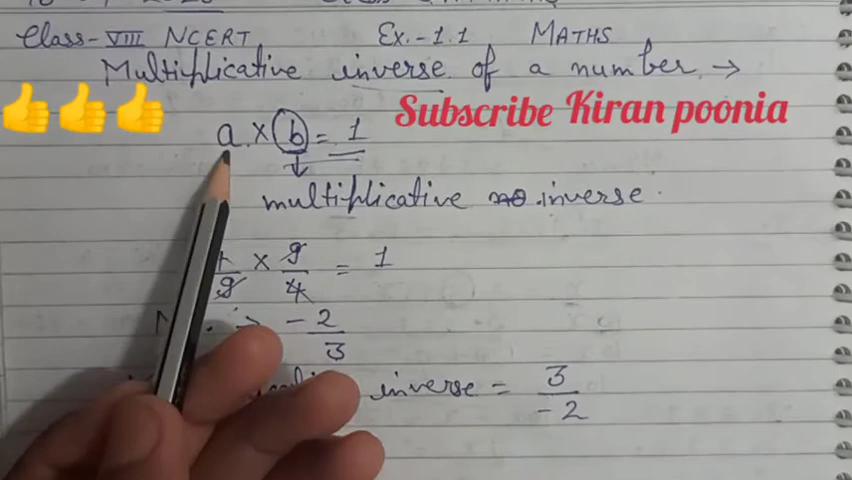 Class-VIII NCERT Ex.-1.1 MATHS
Multiplicative inverse of a number →
Subscribe Kiran poonia
a. × b = 1
multiplicative inverse.
× 9/4 = 1
-2/3
inverse = 3/-2